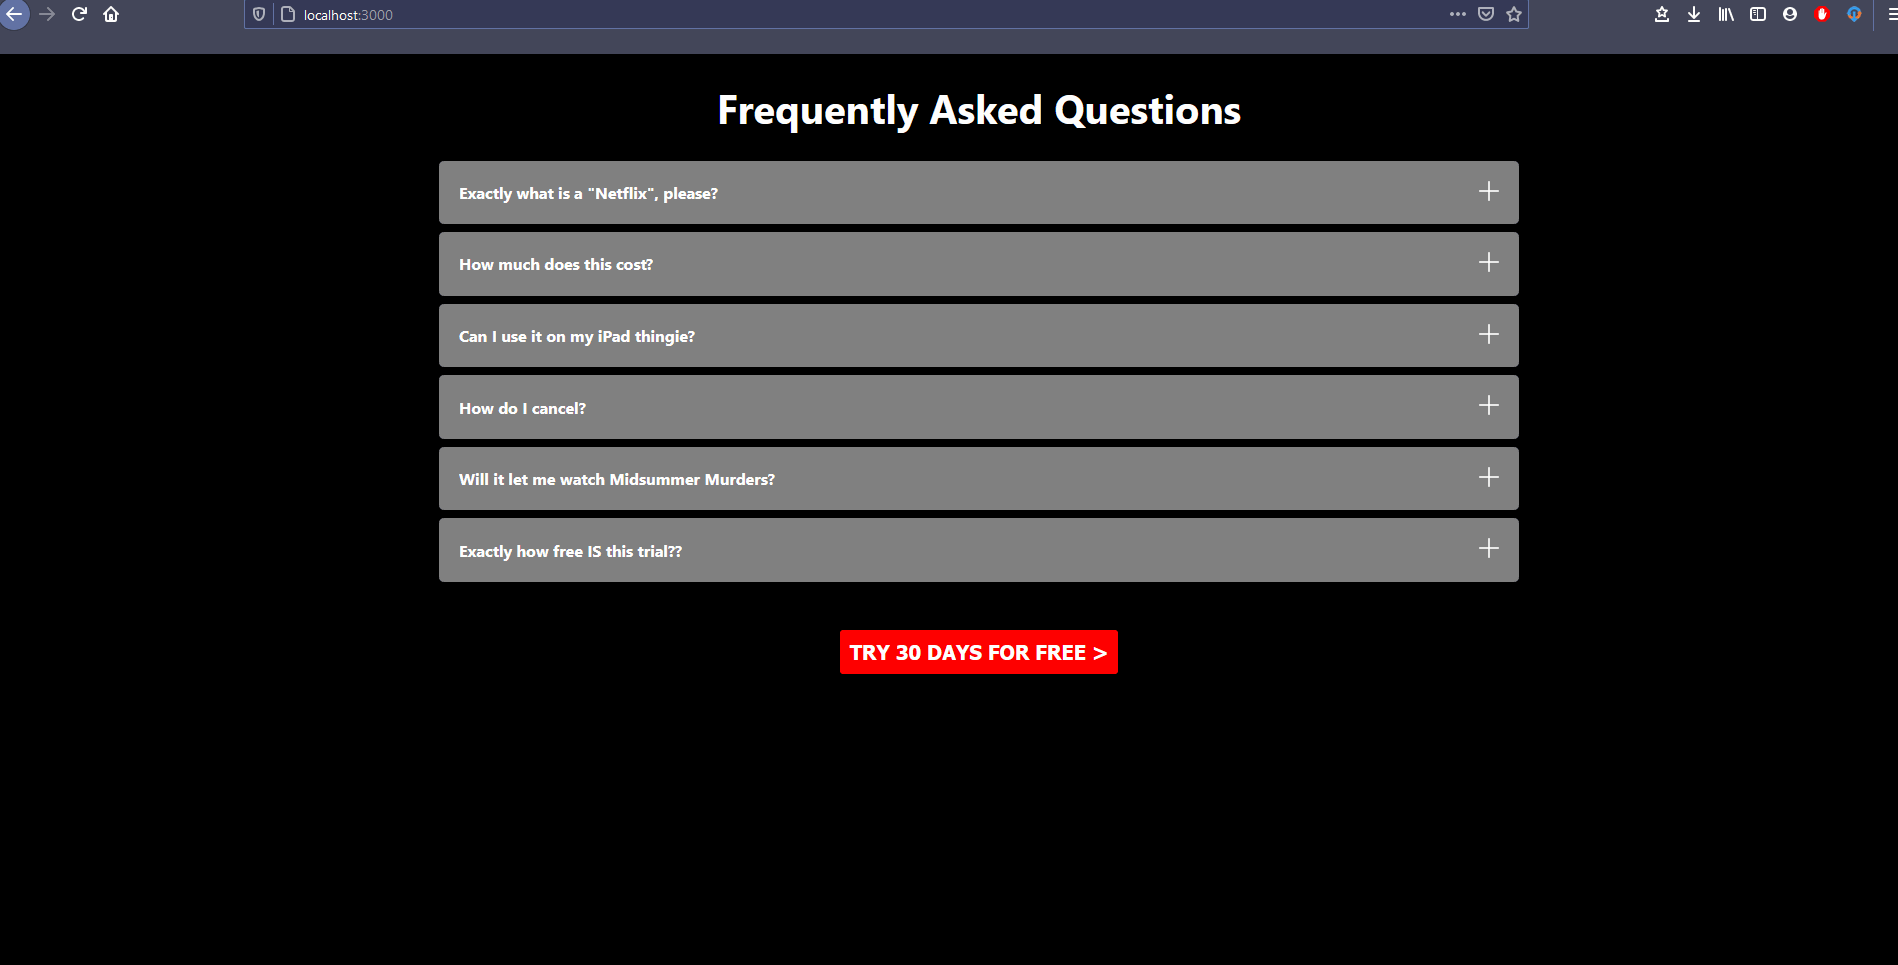 localhost:3000
Frequently Asked Questions
Exactly what is a "Netflix", please?
How much does this cost?
Can I use it on my iPad thingie?
How do I cancel?
Will it let me watch Midsummer Murders?
Exactly how free IS this trial??
TRY 30 DAYS FOR FREE >